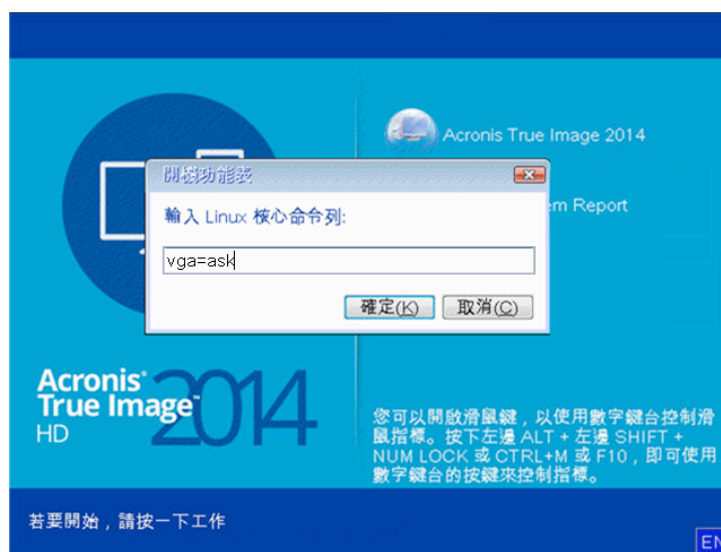 Acronis True Image 2014
em Report
開機功能表
輸入 Linux 核心命令列:
vga=ask
確定(K)
取消(C)
Acronis
True Image™
HD
2014
您可以開啟滑鼠鍵，以使用數字鍵台控制滑
鼠指標。按下左邊 ALT + 左邊 SHIFT +
NUM LOCK 或 CTRL+M 或 F10，即可使用
數字鍵台的按鍵來控制指標。
若要開始，請按一下工作
EN